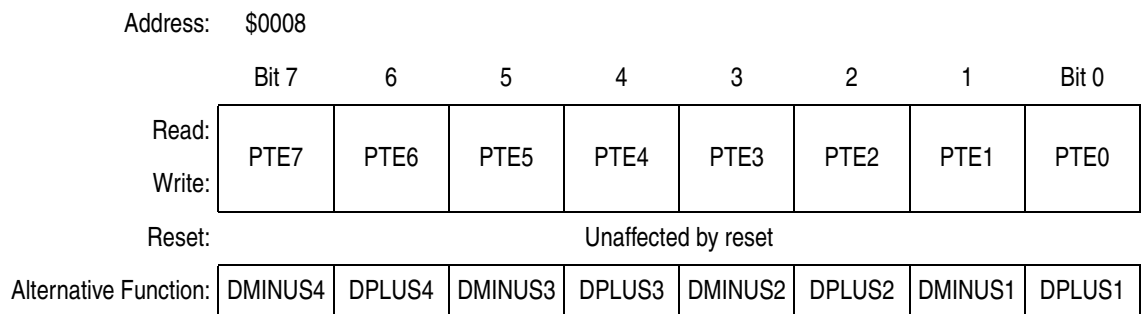 Address: $0008
Bit 7 6 5 4 3 2 1 Bit 0
Read:
PTE7 PTE6 PTE5 PTE4 PTE3 PTE2 PTE1 PTE0
Write:
Reset: Unaffected by reset
Alternative Function: DMINUS4 DPLUS4 DMINUS3 DPLUS3 DMINUS2 DPLUS2 DMINUS1 DPLUS1